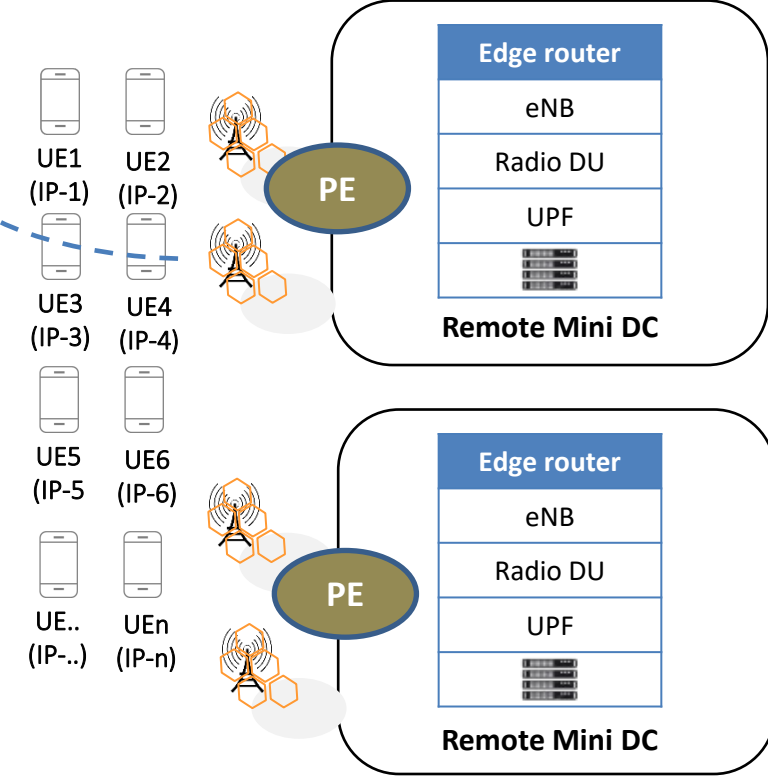 UE1
(IP-1)
UE2
(IP-2)
UE3
(IP-3)
UE4
(IP-4)
UE5
(IP-5
UE6
(IP-6)
UE..
(IP-..)
UEn
(IP-n)
PE
Edge router
eNB
Radio DU
UPF
Remote Mini DC
PE
Edge router
eNB
Radio DU
UPF
Remote Mini DC